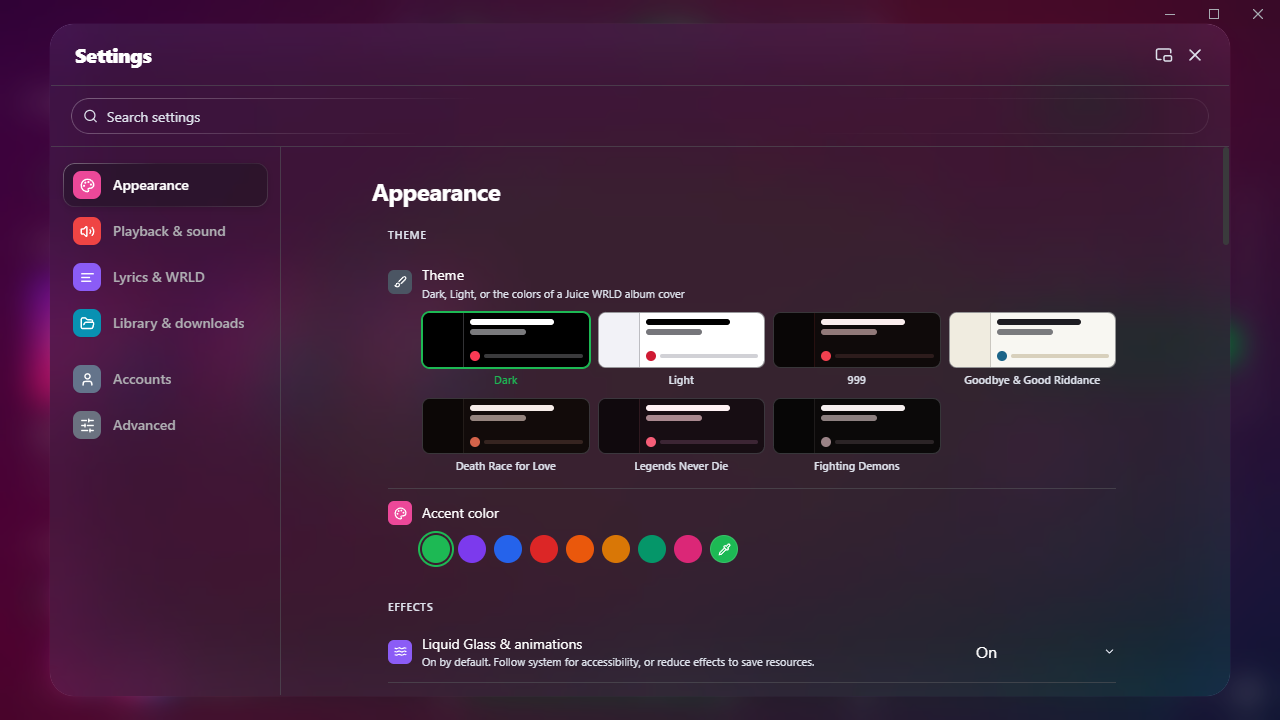 Settings
Search settings
Appearance
Playback & sound
Lyrics & WRLD
Library & downloads
Accounts
Advanced
Appearance
THEME
Theme
Dark, Light, or the colors of a Juice WRLD album cover
Dark
Light
999
Goodbye & Good Riddance
Death Race for Love
Legends Never Die
Fighting Demons
Accent color
EFFECTS
Liquid Glass & animations
On by default. Follow system for accessibility, or reduce effects to save resources.
On